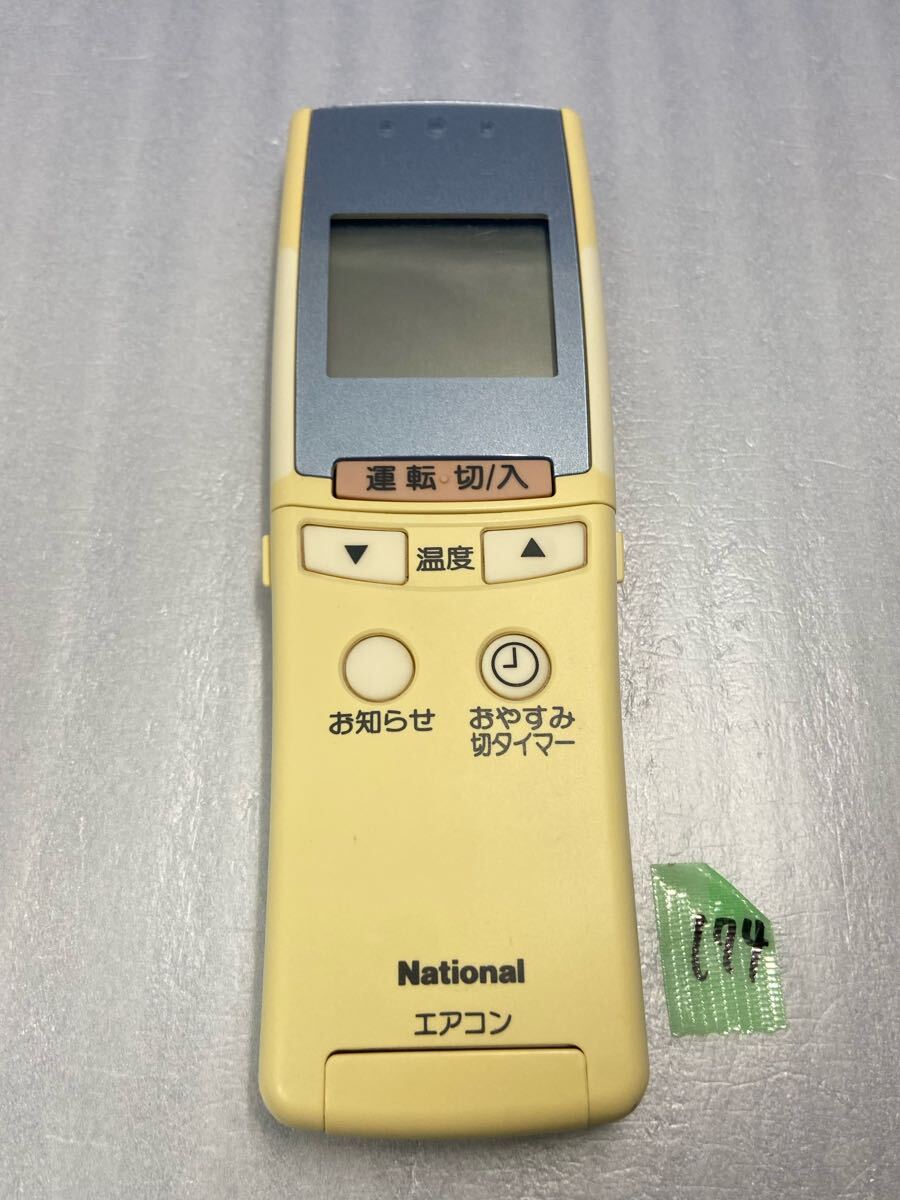 運転・切/入
▼ 温度 ▲
お知らせ
おやすみ
切タイマー
National
エアコン
174